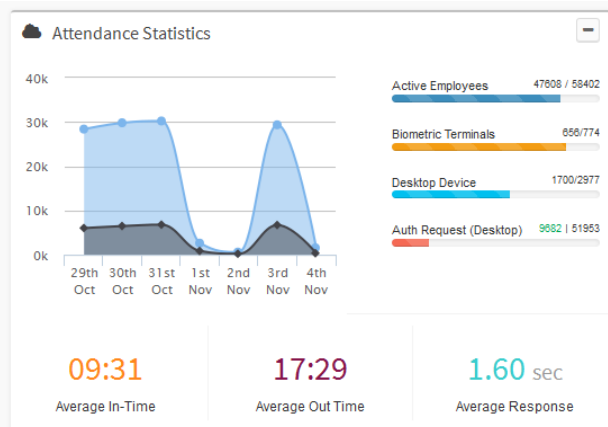 Attendance Statistics
40k
30k
20k
10k
0k
29th Oct
30th Oct
31st Oct
1st Nov
2nd Nov
3rd Nov
4th Nov
Active Employees 47608 / 58402
Biometric Terminals 656/774
Desktop Device 1700/2977
Auth Request (Desktop) 9682 | 51953
09:31
Average In-Time
17:29
Average Out Time
1.60 sec
Average Response